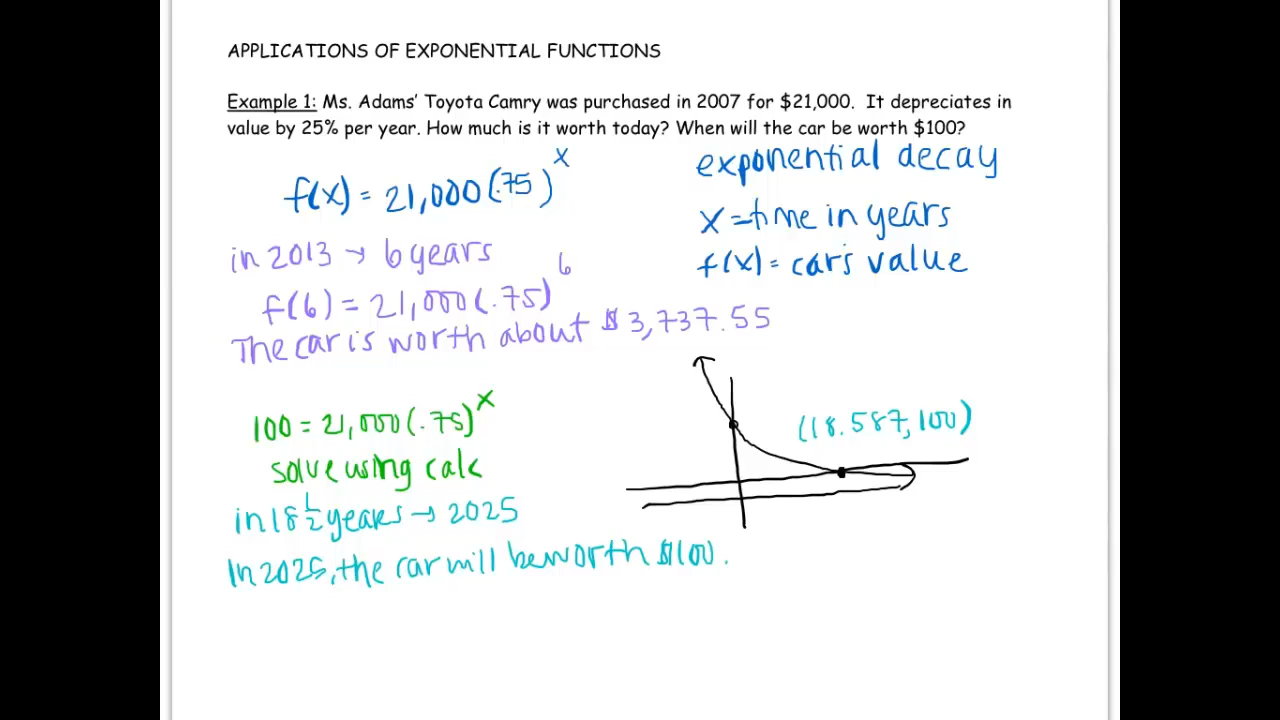 APPLICATIONS OF EXPONENTIAL FUNCTIONS
Example 1: Ms. Adams' Toyota Camry was purchased in 2007 for $21,000. It depreciates in
value by 25% per year. How much is it worth today? When will the car be worth $100?
f(x) = 21,000(.75)^x
exponential decay
x = time in years
f(x) = car's value
in 2013 → 6 years
f(6) = 21,000(.75)^6
The car is worth about $3,737.55
100 = 21,000(.75)^x
solve using calc
(18.587, 100)
in 18 1/2 years → 2025
In 2025, the car will be worth $100.